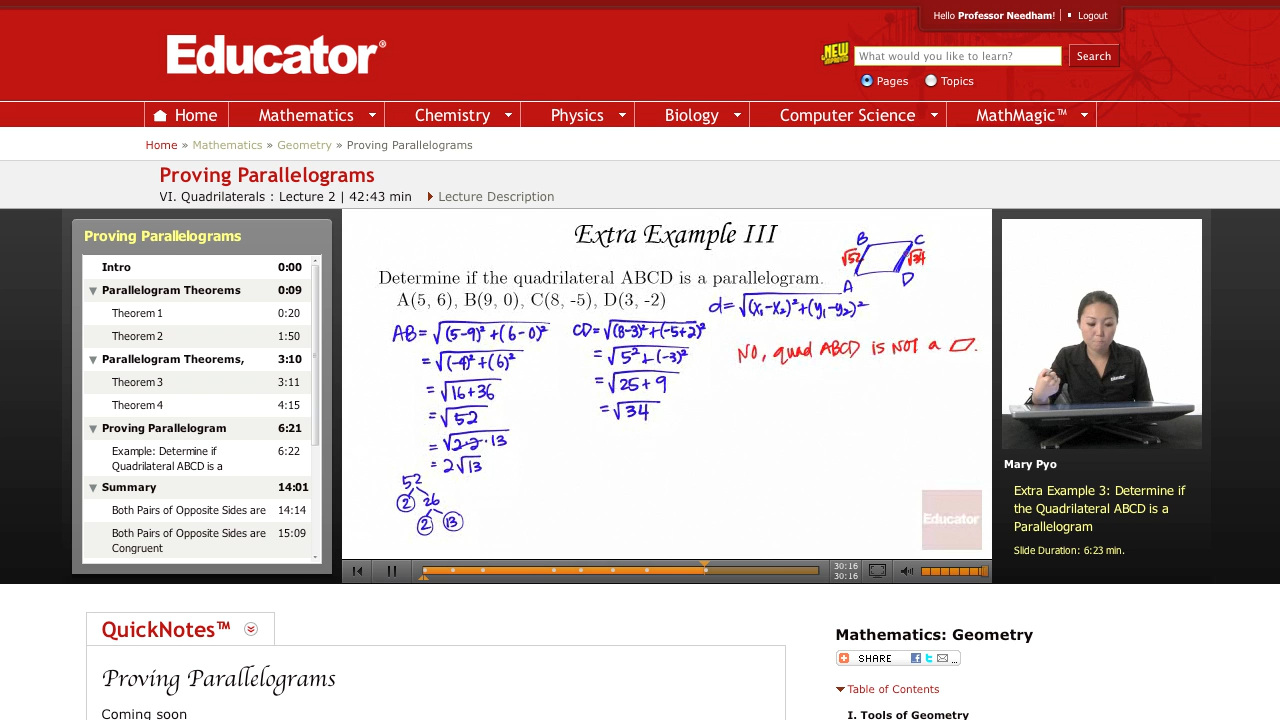 Hello Professor Needham! Logout
Educator®
NEW IMPROVED
What would you like to learn? Search
Pages Topics
Home Mathematics Chemistry Physics Biology Computer Science MathMagic™
Home » Mathematics » Geometry » Proving Parallelograms
Proving Parallelograms
VI. Quadrilaterals : Lecture 2 | 42:43 min Lecture Description
Proving Parallelograms
Intro 0:00
Parallelogram Theorems 0:09
Theorem 1 0:20
Theorem 2 1:50
Parallelogram Theorems, 3:10
Theorem 3 3:11
Theorem 4 4:15
Proving Parallelogram 6:21
Example: Determine if 6:22
Quadrilateral ABCD is a
Summary 14:01
Both Pairs of Opposite Sides are 14:14
Both Pairs of Opposite Sides are 15:09
Congruent
Extra Example III
B C
√52 √34
A D
Determine if the quadrilateral ABCD is a parallelogram.
A(5, 6), B(9, 0), C(8, -5), D(3, -2)
d=√(x₁-x₂)²+(y₁-y₂)²
AB = √(5-9)² + (6-0)²
= √(-4)² + (6)²
= √16+36
= √52
= √2·2·13
= 2√13
52
2 26
2 13
CD = √(8-3)² + (-5+2)²
= √5² + (-3)²
= √25+9
= √34
No, quad ABCD is NOT a ▱.
Educator
30:16
30:16
Educator
Mary Pyo
Extra Example 3: Determine if
the Quadrilateral ABCD is a
Parallelogram
Slide Duration: 6:23 min.
QuickNotes™
Proving Parallelograms
Coming soon
Mathematics: Geometry
SHARE ...
Table of Contents
I. Tools of Geometry